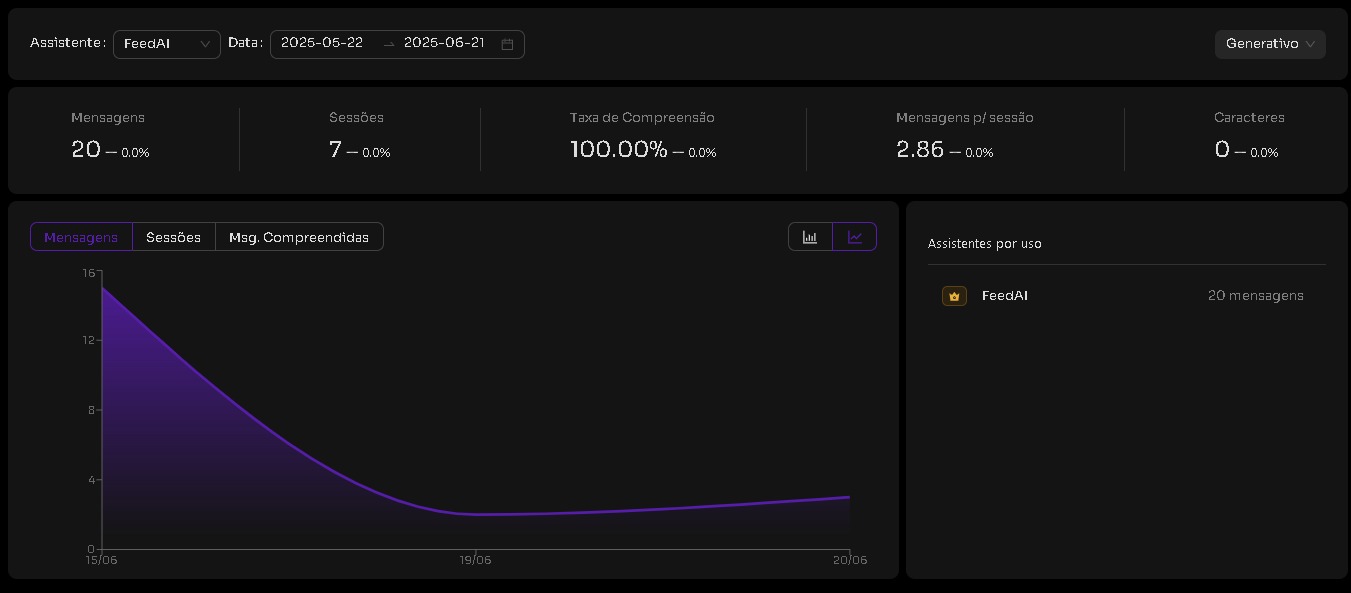 Assistente: FeedAI Data: 2025-05-22 → 2025-06-21 Generativo
Mensagens Sessões Taxa de Compreensão Mensagens p/ sessão Caracteres
20 — 0.0% 7 — 0.0% 100.00% — 0.0% 2.86 — 0.0% 0 — 0.0%
Mensagens Sessões Msg. Compreendidas
Assistentes por uso
FeedAI 20 mensagens
16
12
8
4
0
15/06 19/06 20/06